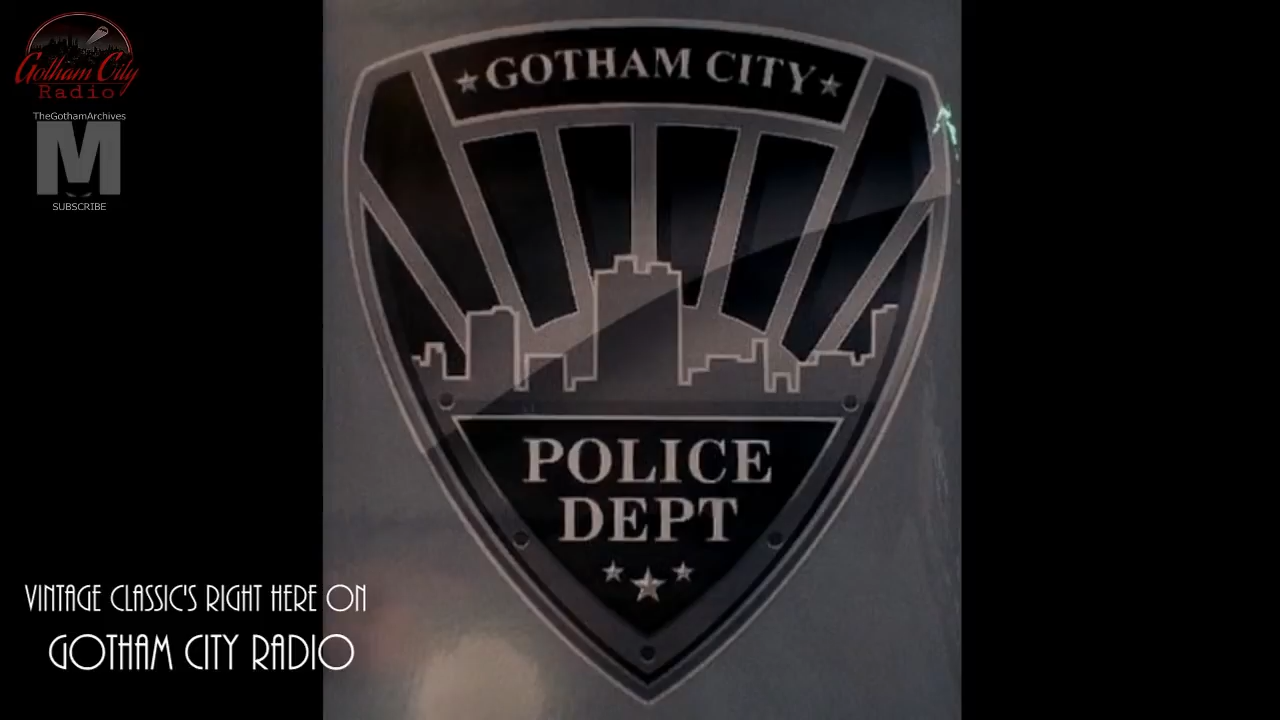 Gotham City
Radio
TheGothamArchives
M
SUBSCRIBE
GOTHAM CITY
POLICE
DEPT
VINTAGE CLASSIC'S RIGHT HERE ON
GOTHAM CITY RADIO